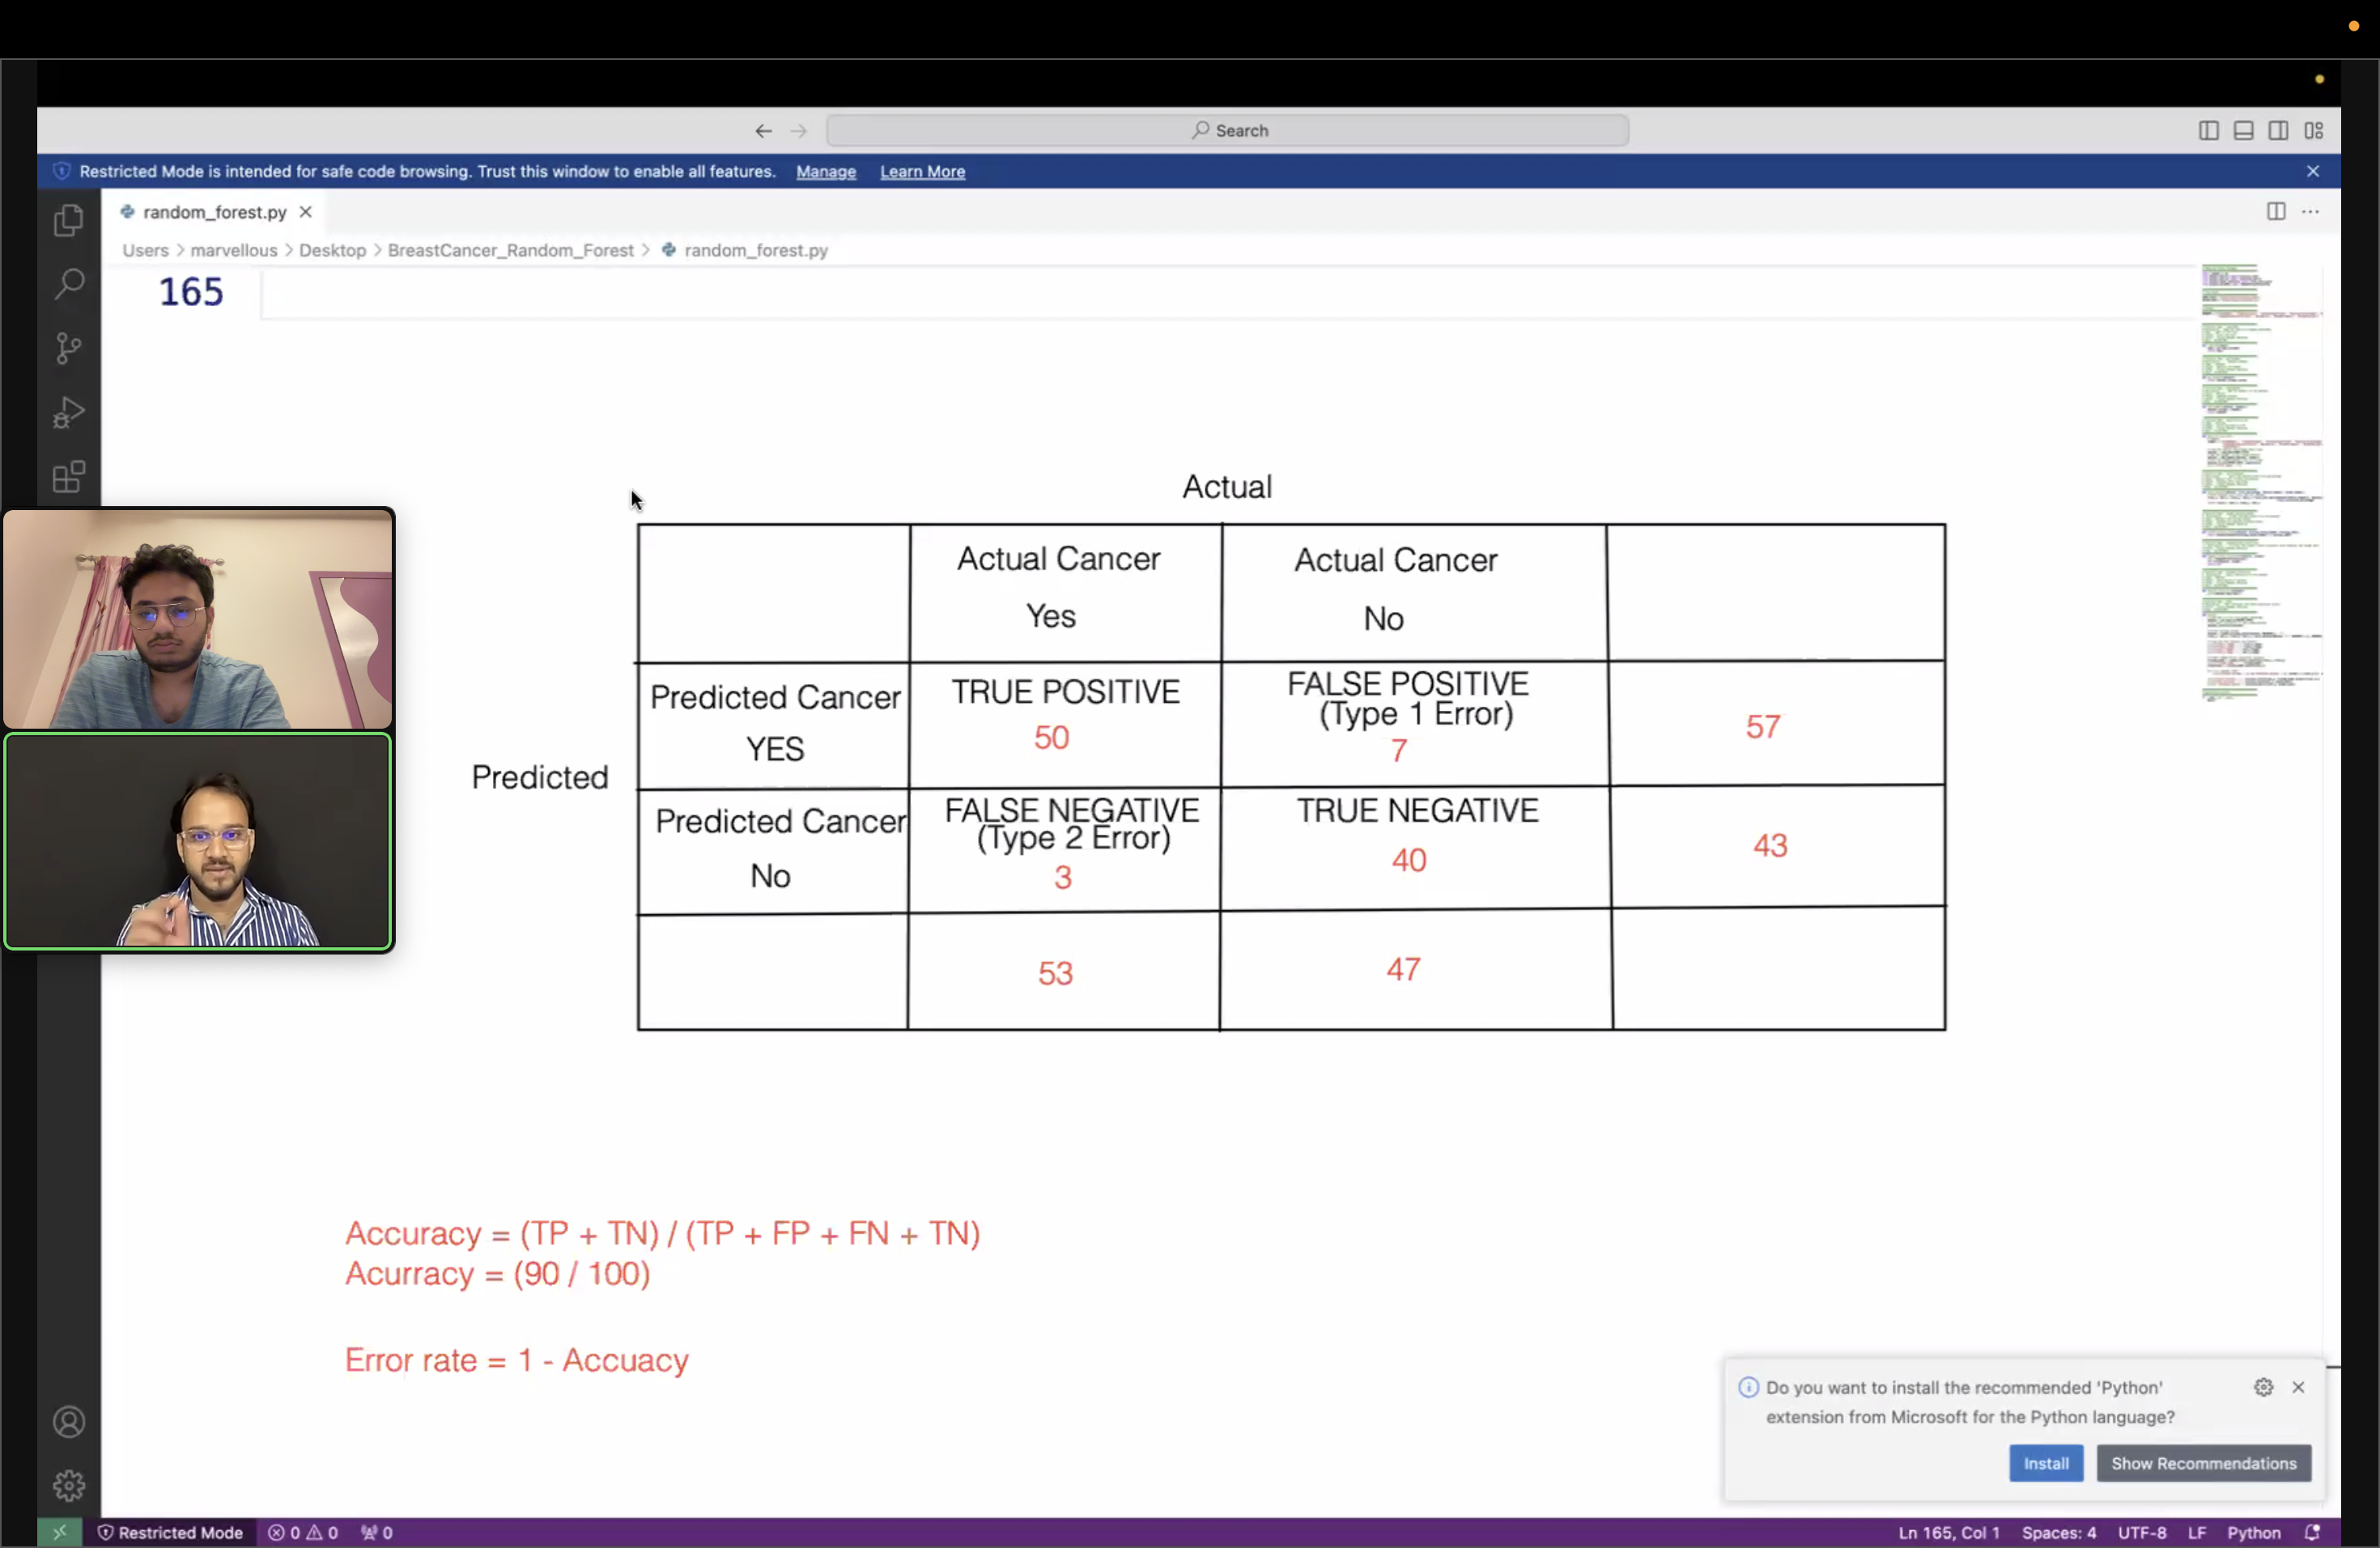 Search
Restricted Mode is intended for safe code browsing. Trust this window to enable all features. Manage Learn More
random_forest.py
Users > marvellous > Desktop > BreastCancer_Random_Forest > random_forest.py
165
Actual
Actual Cancer
Yes
Actual Cancer
No
Predicted
Predicted Cancer
YES
TRUE POSITIVE
50
FALSE POSITIVE
(Type 1 Error)
7
57
Predicted Cancer
No
FALSE NEGATIVE
(Type 2 Error)
3
TRUE NEGATIVE
40
43
53
47
Accuracy = (TP + TN) / (TP + FP + FN + TN)
Acurracy = (90 / 100)
Error rate = 1 - Accuacy
Do you want to install the recommended 'Python'
extension from Microsoft for the Python language?
Install
Show Recommendations
Restricted Mode 0 0 0 Ln 165, Col 1 Spaces: 4 UTF-8 LF Python